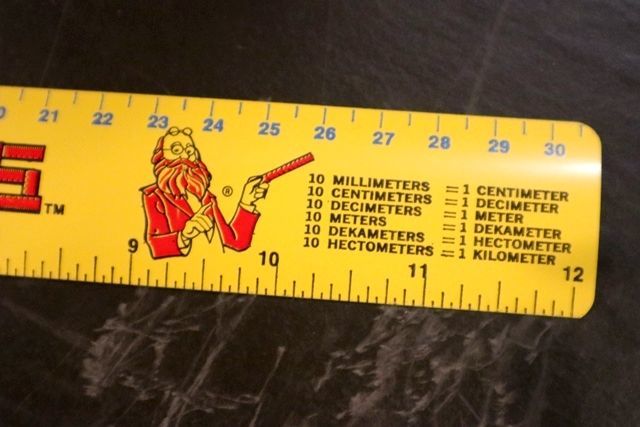 21 22 23 24 25 26 27 28 29 30
TM
®
10 MILLIMETERS = 1 CENTIMETER
10 CENTIMETERS = 1 DECIMETER
10 DECIMETERS = 1 METER
10 METERS = 1 DEKAMETER
10 DEKAMETERS = 1 HECTOMETER
10 HECTOMETERS = 1 KILOMETER
9 10 11 12